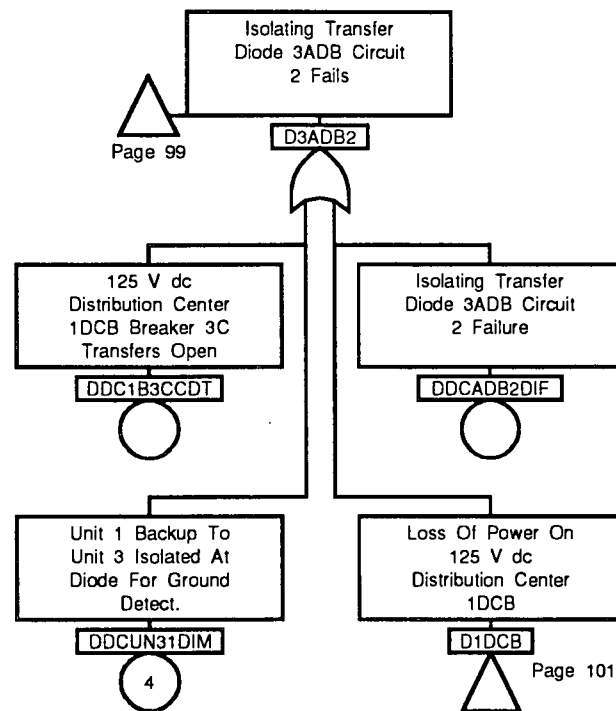 Isolating Transfer
Diode 3ADB Circuit
2 Fails
Page 99
D3ADB2
125 V dc
Distribution Center
1DCB Breaker 3C
Transfers Open
DDC1B3CCDT
Isolating Transfer
Diode 3ADB Circuit
2 Failure
DDCADB2DIF
Unit 1 Backup To
Unit 3 Isolated At
Diode For Ground
Detect.
DDCUN31DIM
4
Loss Of Power On
125 V dc
Distribution Center
1DCB
D1DCB
Page 101